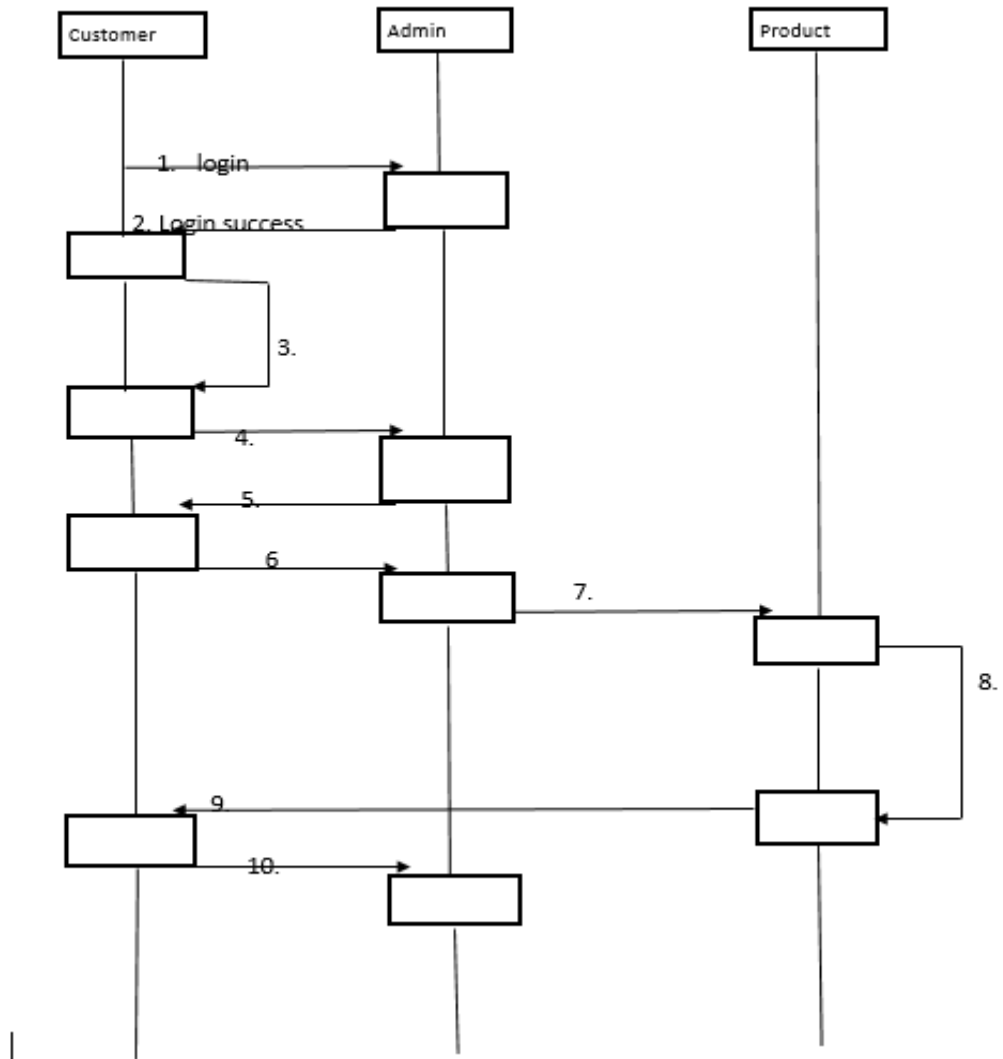 Customer
Admin
Product
1. login
2. Login success
3.
4.
5.
6
7.
8.
9.
10.